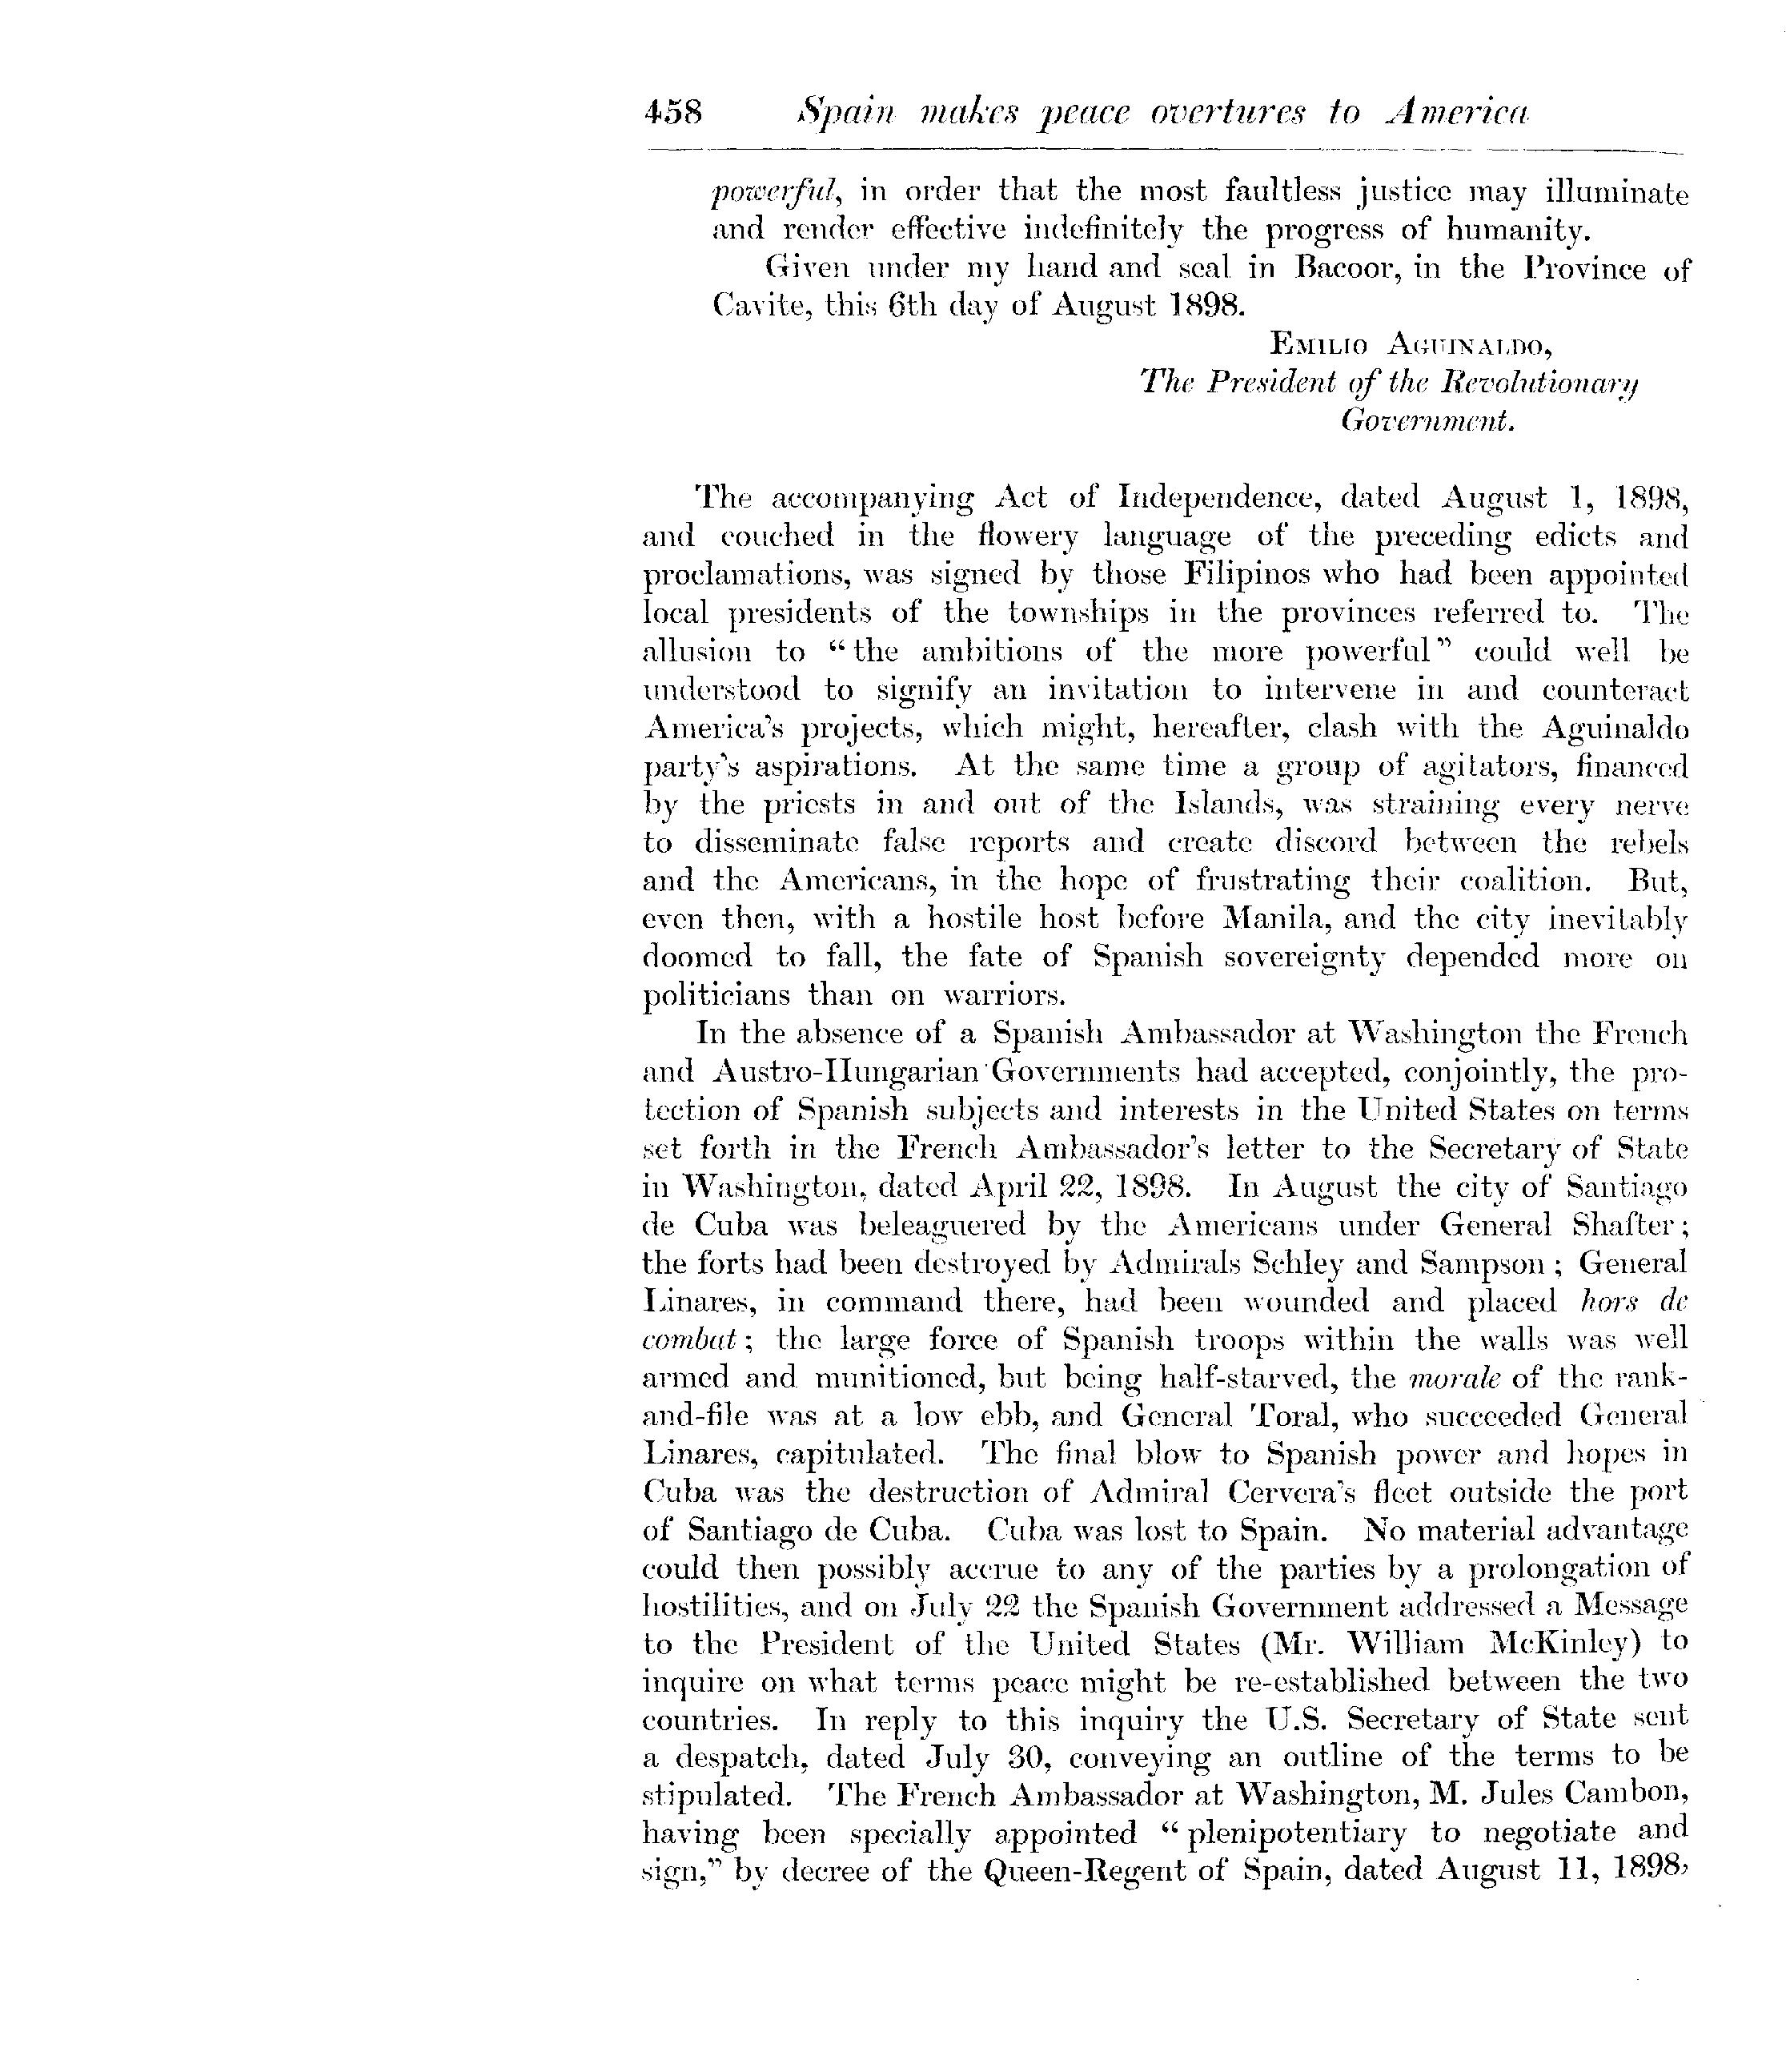 458 Spain makes peace overtures to America
powerful, in order that the most faultless justice may illuminate
and render effective indefinitely the progress of humanity.
Given under my hand and seal in Bacoor, in the Province of
Cavite, this 6th day of August 1898.
EMILIO AGUINALDO,
The President of the Revolutionary
Government.
The accompanying Act of Independence, dated August 1, 1898,
and couched in the flowery language of the preceding edicts and
proclamations, was signed by those Filipinos who had been appointed
local presidents of the townships in the provinces referred to. The
allusion to "the ambitions of the more powerful" could well be
understood to signify an invitation to intervene in and counteract
America's projects, which might, hereafter, clash with the Aguinaldo
party's aspirations. At the same time a group of agitators, financed
by the priests in and out of the Islands, was straining every nerve
to disseminate false reports and create discord between the rebels
and the Americans, in the hope of frustrating their coalition. But,
even then, with a hostile host before Manila, and the city inevitably
doomed to fall, the fate of Spanish sovereignty depended more on
politicians than on warriors.
In the absence of a Spanish Ambassador at Washington the French
and Austro-Hungarian Governments had accepted, conjointly, the pro-
tection of Spanish subjects and interests in the United States on terms
set forth in the French Ambassador's letter to the Secretary of State
in Washington, dated April 22, 1898. In August the city of Santiago
de Cuba was beleaguered by the Americans under General Shafter;
the forts had been destroyed by Admirals Schley and Sampson; General
Linares, in command there, had been wounded and placed hors de
combat; the large force of Spanish troops within the walls was well
armed and munitioned, but being half-starved, the morale of the rank-
and-file was at a low ebb, and General Toral, who succeeded General
Linares, capitulated. The final blow to Spanish power and hopes in
Cuba was the destruction of Admiral Cervera's fleet outside the port
of Santiago de Cuba. Cuba was lost to Spain. No material advantage
could then possibly accrue to any of the parties by a prolongation of
hostilities, and on July 22 the Spanish Government addressed a Message
to the President of the United States (Mr. William McKinley) to
inquire on what terms peace might be re-established between the two
countries. In reply to this inquiry the U.S. Secretary of State sent
a despatch, dated July 30, conveying an outline of the terms to be
stipulated. The French Ambassador at Washington, M. Jules Cambon,
having been specially appointed "plenipotentiary to negotiate and
sign," by decree of the Queen-Regent of Spain, dated August 11, 1898,